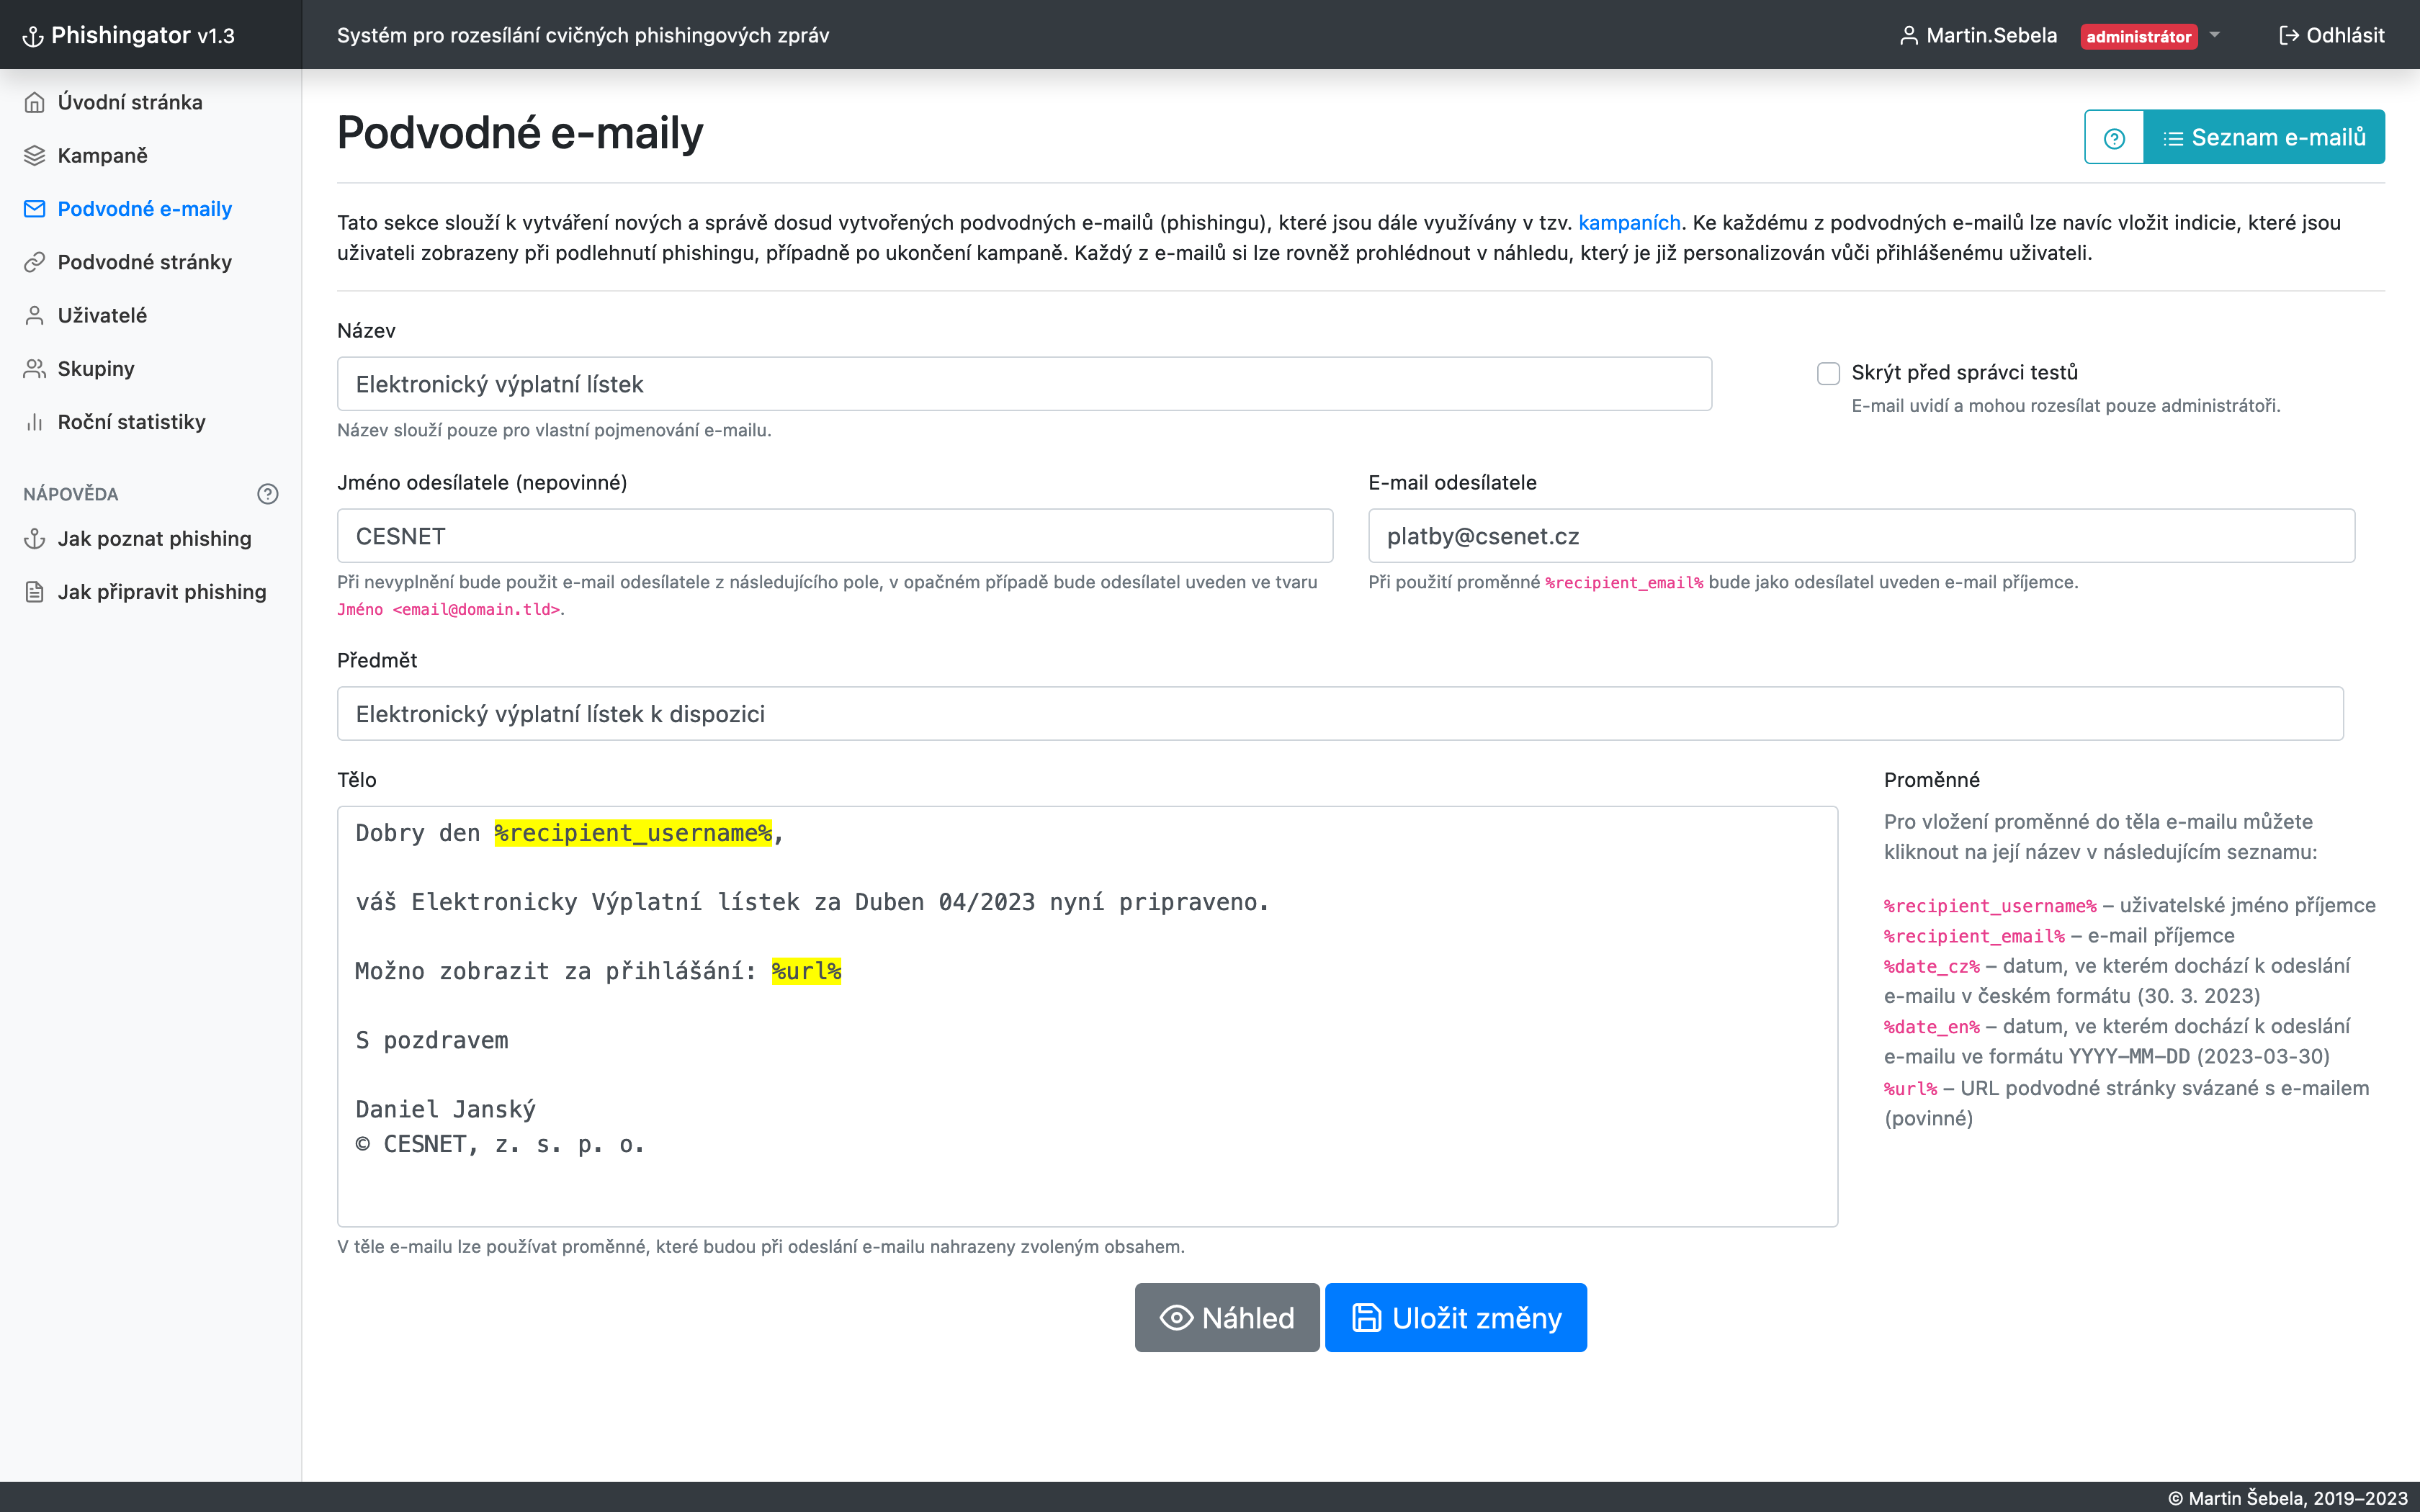 Phishingator v1.3
Systém pro rozesílání cvičných phishingových zpráv
Martin.Sebela administrátor
Odhlásit
Úvodní stránka
Kampaně
Podvodné e-maily
Podvodné stránky
Uživatelé
Skupiny
Roční statistiky
NÁPOVĚDA
Jak poznat phishing
Jak připravit phishing
Podvodné e-maily
Seznam e-mailů
Tato sekce slouží k vytváření nových a správě dosud vytvořených podvodných e-mailů (phishingu), které jsou dále využívány v tzv. kampaních. Ke každému z podvodných e-mailů lze navíc vložit indicie, které jsou
uživateli zobrazeny při podlehnutí phishingu, případně po ukončení kampaně. Každý z e-mailů si lze rovněž prohlédnout v náhledu, který je již personalizován vůči přihlášenému uživateli.
Název
Elektronický výplatní lístek
Název slouží pouze pro vlastní pojmenování e-mailu.
Skrýt před správci testů
E-mail uvidí a mohou rozesílat pouze administrátoři.
Jméno odesílatele (nepovinné)
CESNET
Při nevyplnění bude použit e-mail odesílatele z následujícího pole, v opačném případě bude odesílatel uveden ve tvaru
Jméno <email@domain.tld>.
E-mail odesílatele
platby@csenet.cz
Při použití proměnné %recipient_email% bude jako odesílatel uveden e-mail příjemce.
Předmět
Elektronický výplatní lístek k dispozici
Tělo
Dobry den %recipient_username%,
váš Elektronicky Výplatní lístek za Duben 04/2023 nyní pripraveno.
Možno zobrazit za přihlášání: %url%
S pozdravem
Daniel Janský
© CESNET, z. s. p. o.
V těle e-mailu lze používat proměnné, které budou při odeslání e-mailu nahrazeny zvoleným obsahem.
Proměnné
Pro vložení proměnné do těla e-mailu můžete
kliknout na její název v následujícím seznamu:
%recipient_username% – uživatelské jméno příjemce
%recipient_email% – e-mail příjemce
%date_cz% – datum, ve kterém dochází k odeslání
e-mailu v českém formátu (30. 3. 2023)
%date_en% – datum, ve kterém dochází k odeslání
e-mailu ve formátu YYYY–MM–DD (2023-03-30)
%url% – URL podvodné stránky svázané s e-mailem
(povinné)
Náhled
Uložit změny
© Martin Šebela, 2019–2023